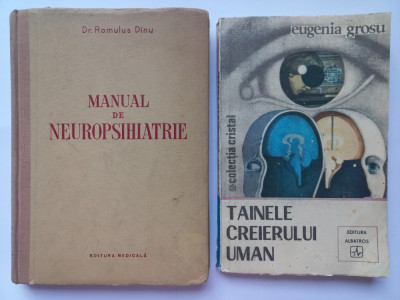 Dr. Romulus Dinu
MANUAL
DE
NEUROPSIHIATRIE
EDITURA MEDICALĂ
eugenia grosu
colecția cristal
TAINELE
CREIERULUI
UMAN
EDITURA
ALBATROS